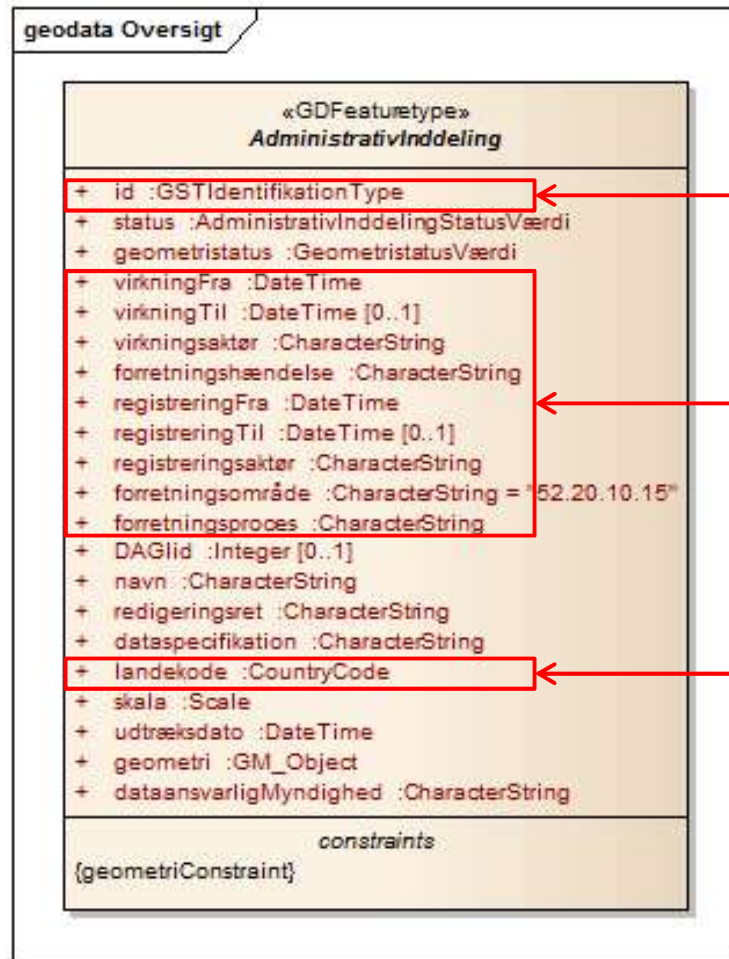 geodata Oversigt
«GDFeaturetype»
AdministrativInddeling
+ id :GSTIdentifikationType
+ status :AdministrativInddelingStatusVærdi
+ geometristatus :GeometristatusVærdi
+ virkningFra :DateTime
+ virkningTil :DateTime [0..1]
+ virkningsaktør :CharacterString
+ forretningshændelse :CharacterString
+ registreringFra :DateTime
+ registreringTil :DateTime [0..1]
+ registreringsaktør :CharacterString
+ forretningsområde :CharacterString = "52.20.10.15"
+ forretningsproces :CharacterString
+ DAGIid :Integer [0..1]
+ navn :CharacterString
+ redigeringsret :CharacterString
+ dataspecifikation :CharacterString
+ landekode :CountryCode
+ skala :Scale
+ udtræksdato :DateTime
+ geometri :GM_Object
+ dataansvarligMyndighed :CharacterString
constraints
{geometriConstraint}